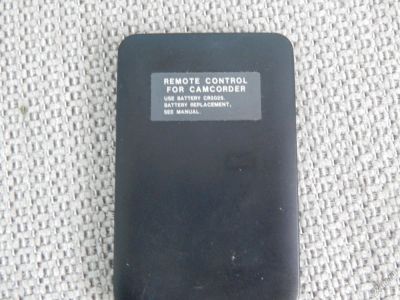 REMOTE CONTROL
FOR CAMCORDER
USE BATTERY CR2025.
BATTERY REPLACEMENT,
SEE MANUAL.